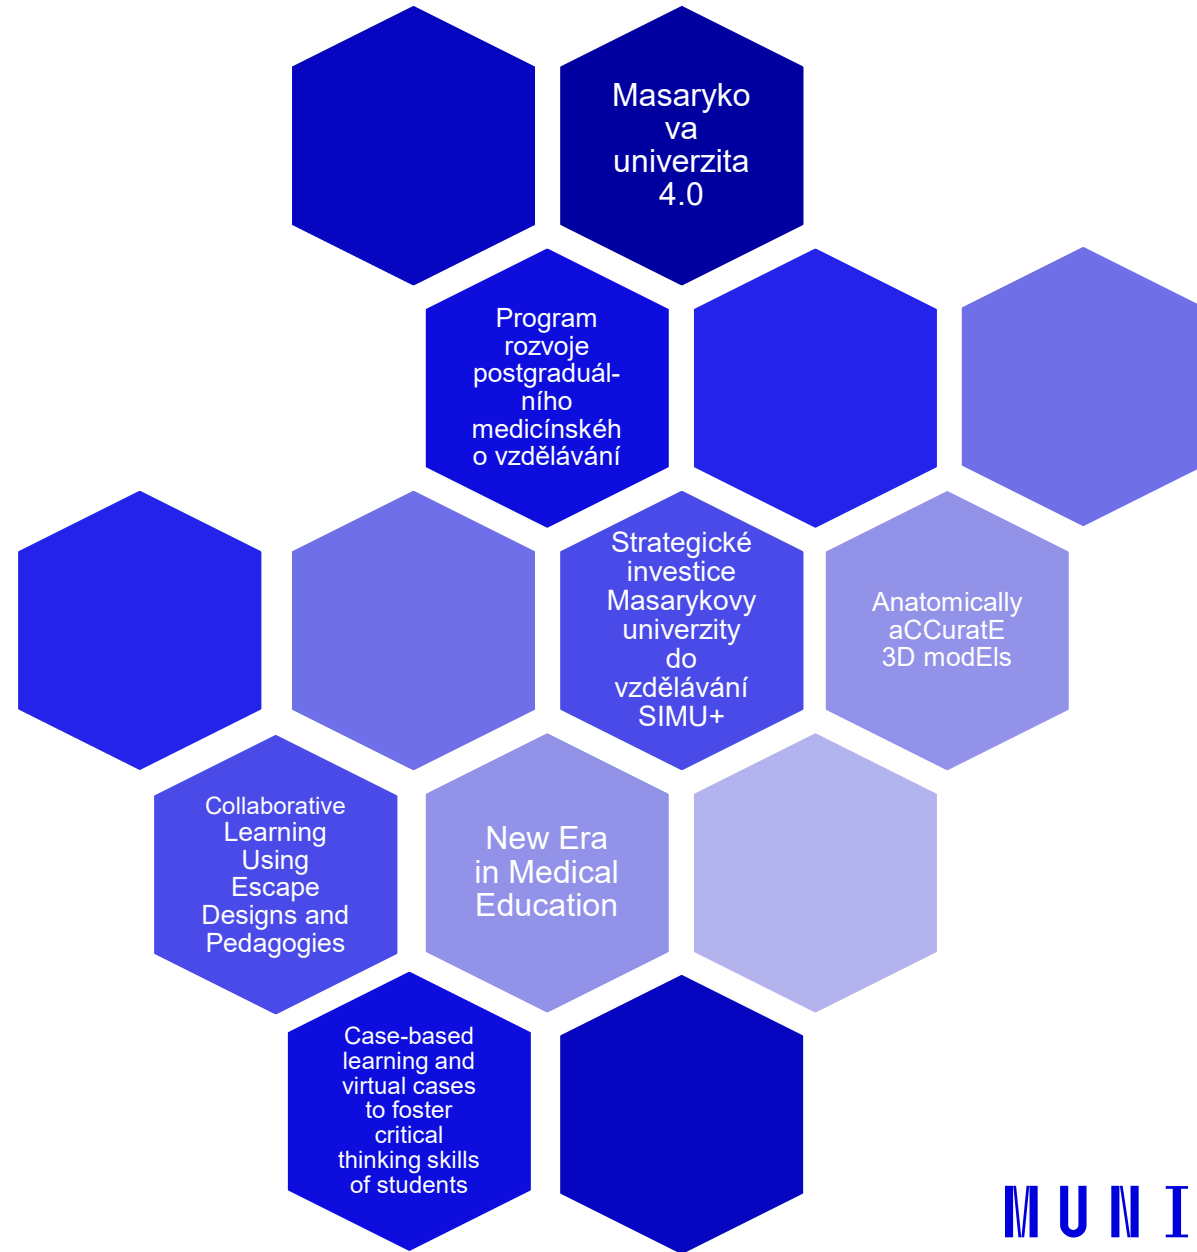 Masaryko
va
univerzita
4.0
Program
rozvoje
postgraduál-
ního
medicínskéh
o vzdělávání
Strategické
investice
Masarykovy
univerzity
do
vzdělávání
SIMU+
Anatomically
aCCuratE
3D modEls
Collaborative
Learning
Using
Escape
Designs and
Pedagogies
New Era
in Medical
Education
Case-based
learning and
virtual cases
to foster
critical
thinking skills
of students
MUNI